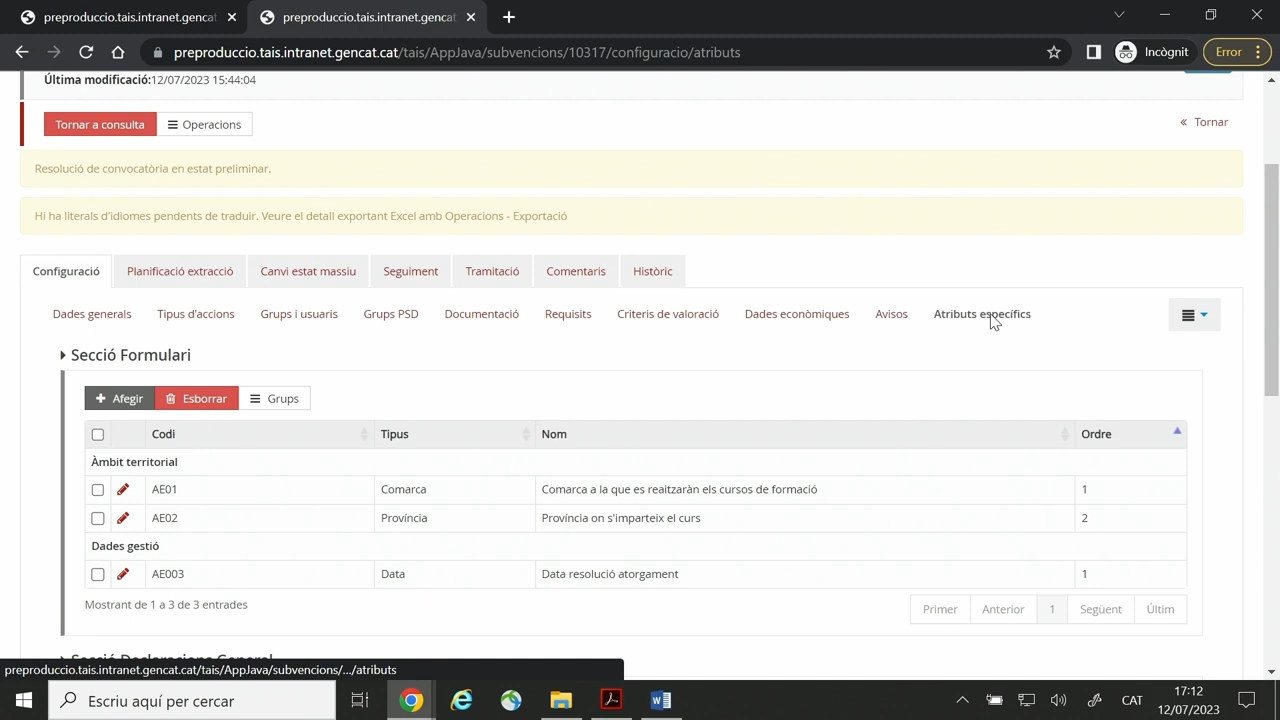 preproduccio.tais.intranet.gencat
preproduccio.tais.intranet.gencat
preproduccio.tais.intranet.gencat.cat/tais/AppJava/subvencions/10317/configuracio/atributs
Incògnit
Error
Última modificació:12/07/2023 15:44:04
Tornar a consulta
Operacions
« Tornar
Resolució de convocatòria en estat preliminar.
Hi ha literals d'idiomes pendents de traduir. Veure el detall exportant Excel amb Operacions - Exportació
Configuració Planificació extracció Canvi estat massiu Seguiment Tramitació Comentaris Històric
Dades generals Tipus d'accions Grups i usuaris Grups PSD Documentació Requisits Criteris de valoració Dades econòmiques Avisos Atributs específics
Secció Formulari
Afegir Esborrar Grups
Codi Tipus Nom Ordre
Àmbit territorial
AE01 Comarca Comarca a la que es reaitzaràn els cursos de formació 1
AE02 Província Província on s'imparteix el curs 2
Dades gestió
AE003 Data Data resolució atorgament 1
Mostrant de 1 a 3 de 3 entrades
Primer Anterior 1 Següent Últim
Secció Declaracions General
preproduccio.tais.intranet.gencat.cat/tais/AppJava/subvencions/.../atributs
Escriu aquí per cercar
CAT
17:12
12/07/2023